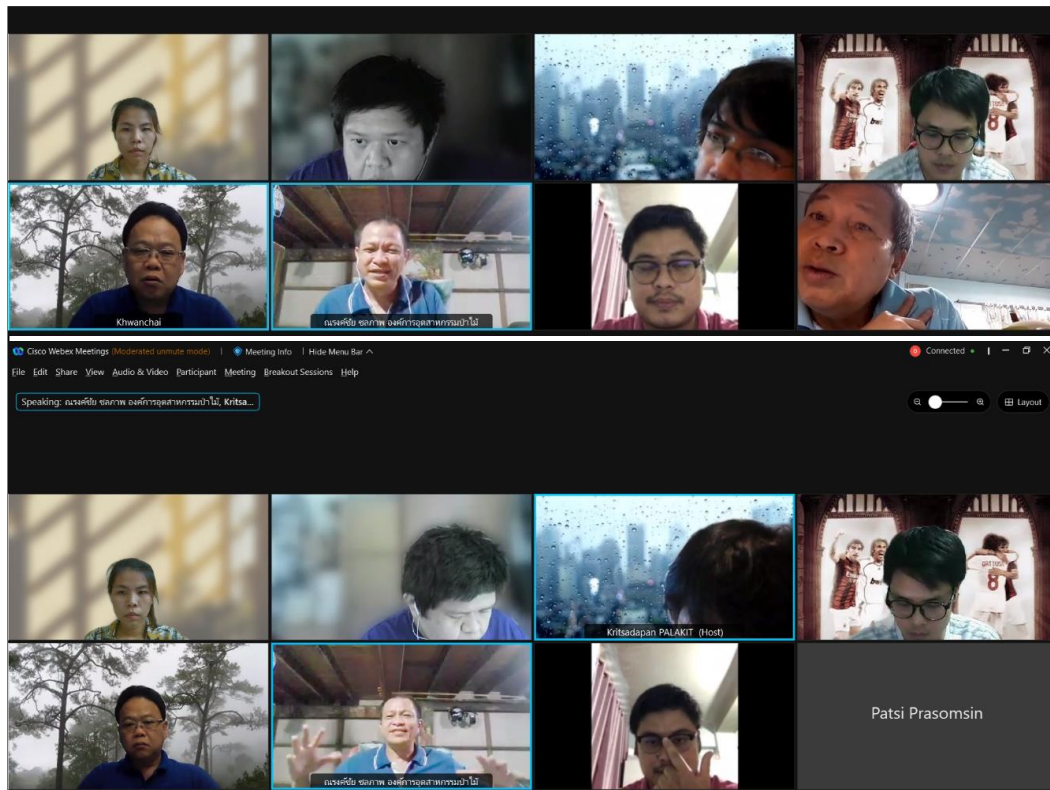 Khwanchai
ณรงค์ชัย ชลภาพ องค์การอุตสาหกรรมป่าไม้
Cisco Webex Meetings (Moderated unmute mode) | Meeting Info | Hide Menu Bar
Connected
File Edit Share View Audio & Video Participant Meeting Breakout Sessions Help
Speaking: ณรงค์ชัย ชลภาพ องค์การอุตสาหกรรมป่าไม้, Kritsa...
Layout
GATTUSO
8
Kritsadapan PALAKIT (Host)
Patsi Prasomsin
ณรงค์ชัย ชลภาพ องค์การอุตสาหกรรมป่าไม้